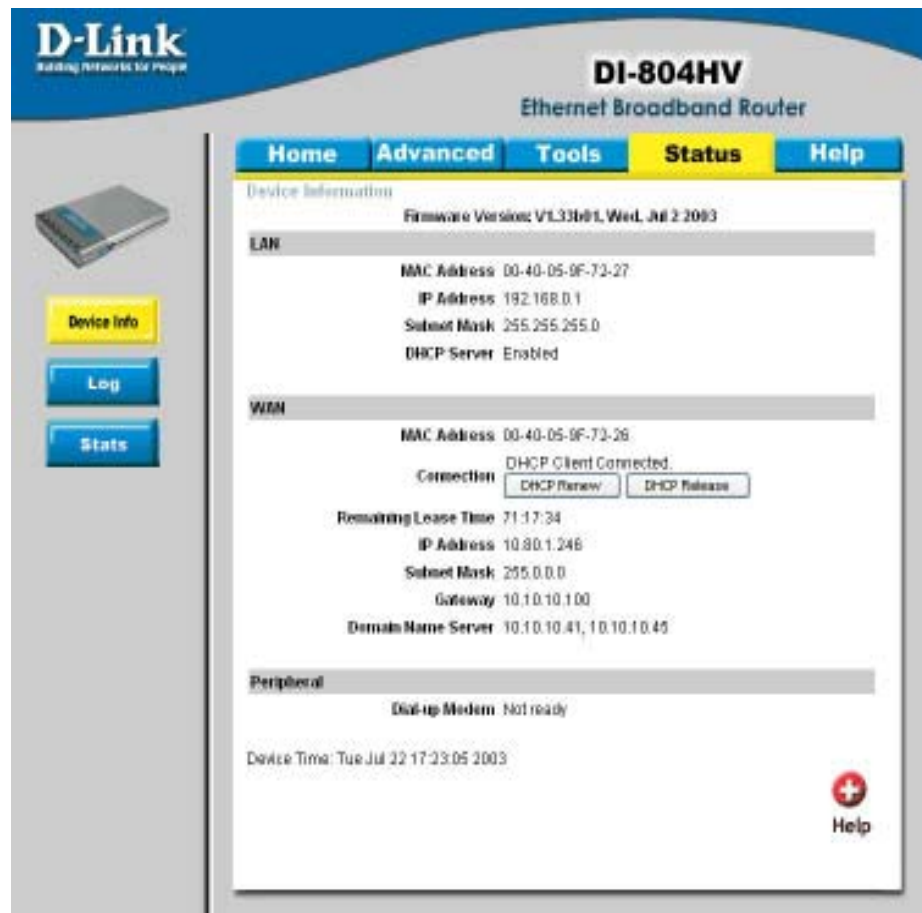 D-Link
Building Networks for People
DI-804HV
Ethernet Broadband Router
Home Advanced Tools Status Help
Device Information
Firmware Version: V1.33b01, Wed, Jul 2 2003
LAN
MAC Address 00-40-05-9F-72-27
IP Address 192.168.0.1
Subnet Mask 255.255.255.0
DHCP Server Enabled
Device Info
Log
Stats
WAN
MAC Address 00-40-05-9F-72-26
Connection DHCP Client Connected.
DHCP Renew DHCP Release
Remaining Lease Time 71:17:34
IP Address 10.80.1.246
Subnet Mask 255.0.0.0
Gateway 10.10.10.100
Domain Name Server 10.10.10.41, 10.10.10.45
Peripheral
Dial-up Modem Not ready
Device Time: Tue Jul 22 17:23:05 2003
Help